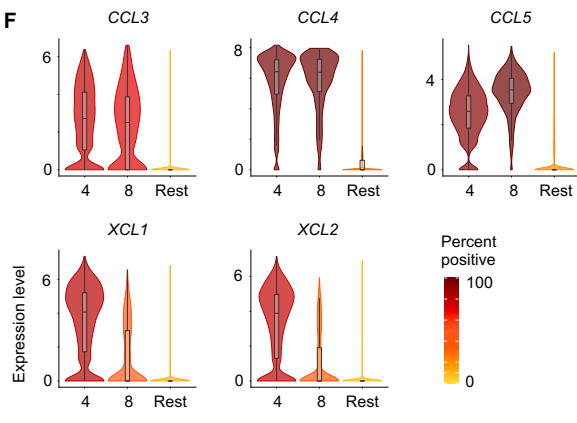 F
CCL3
CCL4
CCL5
6
0
4 8 Rest
8
0
4 8 Rest
4
0
4 8 Rest
XCL1
XCL2
Expression level
6
0
4 8 Rest
6
0
4 8 Rest
Percent
positive
100
0